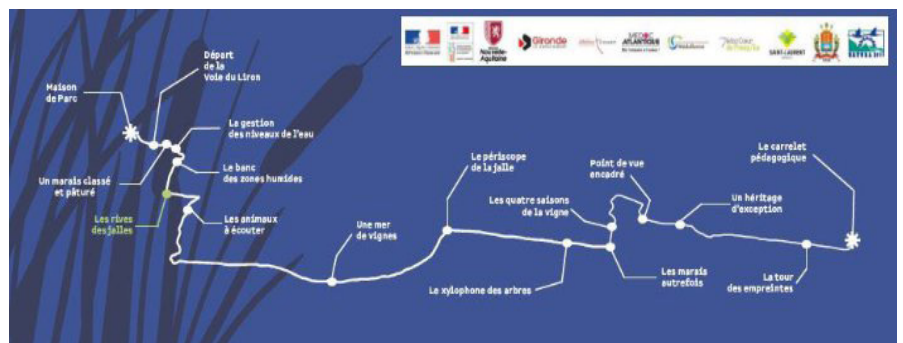 Gironde
MÉDOC
ATLANTIQUE
Nouvelle-
Aquitaine
SAINT-LAURENT
Départ
de la
Voie du Liron
Maison
de Parc
La gestion
des niveaux de l'eau
Un marais classé
et pâturé
Le banc
des zones humides
Les rives
des jalles
Les animaux
à écouter
Une mer
de vignes
Le périscope
de la jalle
Le xylophone des arbres
Les quatre saisons
de la vigne
Les marais
autrefois
Point de vue
encadré
Un héritage
d'exception
La tour
des empreintes
Le carrelet
pédagogique